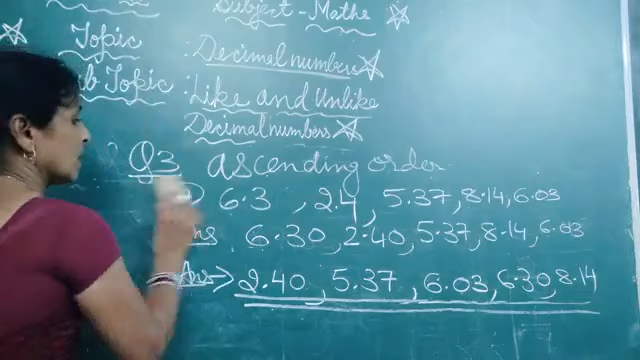 Subject - Maths
Topic : Decimal numbers
Sub Topic : Like and Unlike
Decimal numbers
Q3 ascending order
6.3, 2.4, 5.37, 8.14, 6.03
Ans 6.30, 2.40, 5.37, 8.14, 6.03
Ans-> 2.40, 5.37, 6.03, 6.30, 8.14